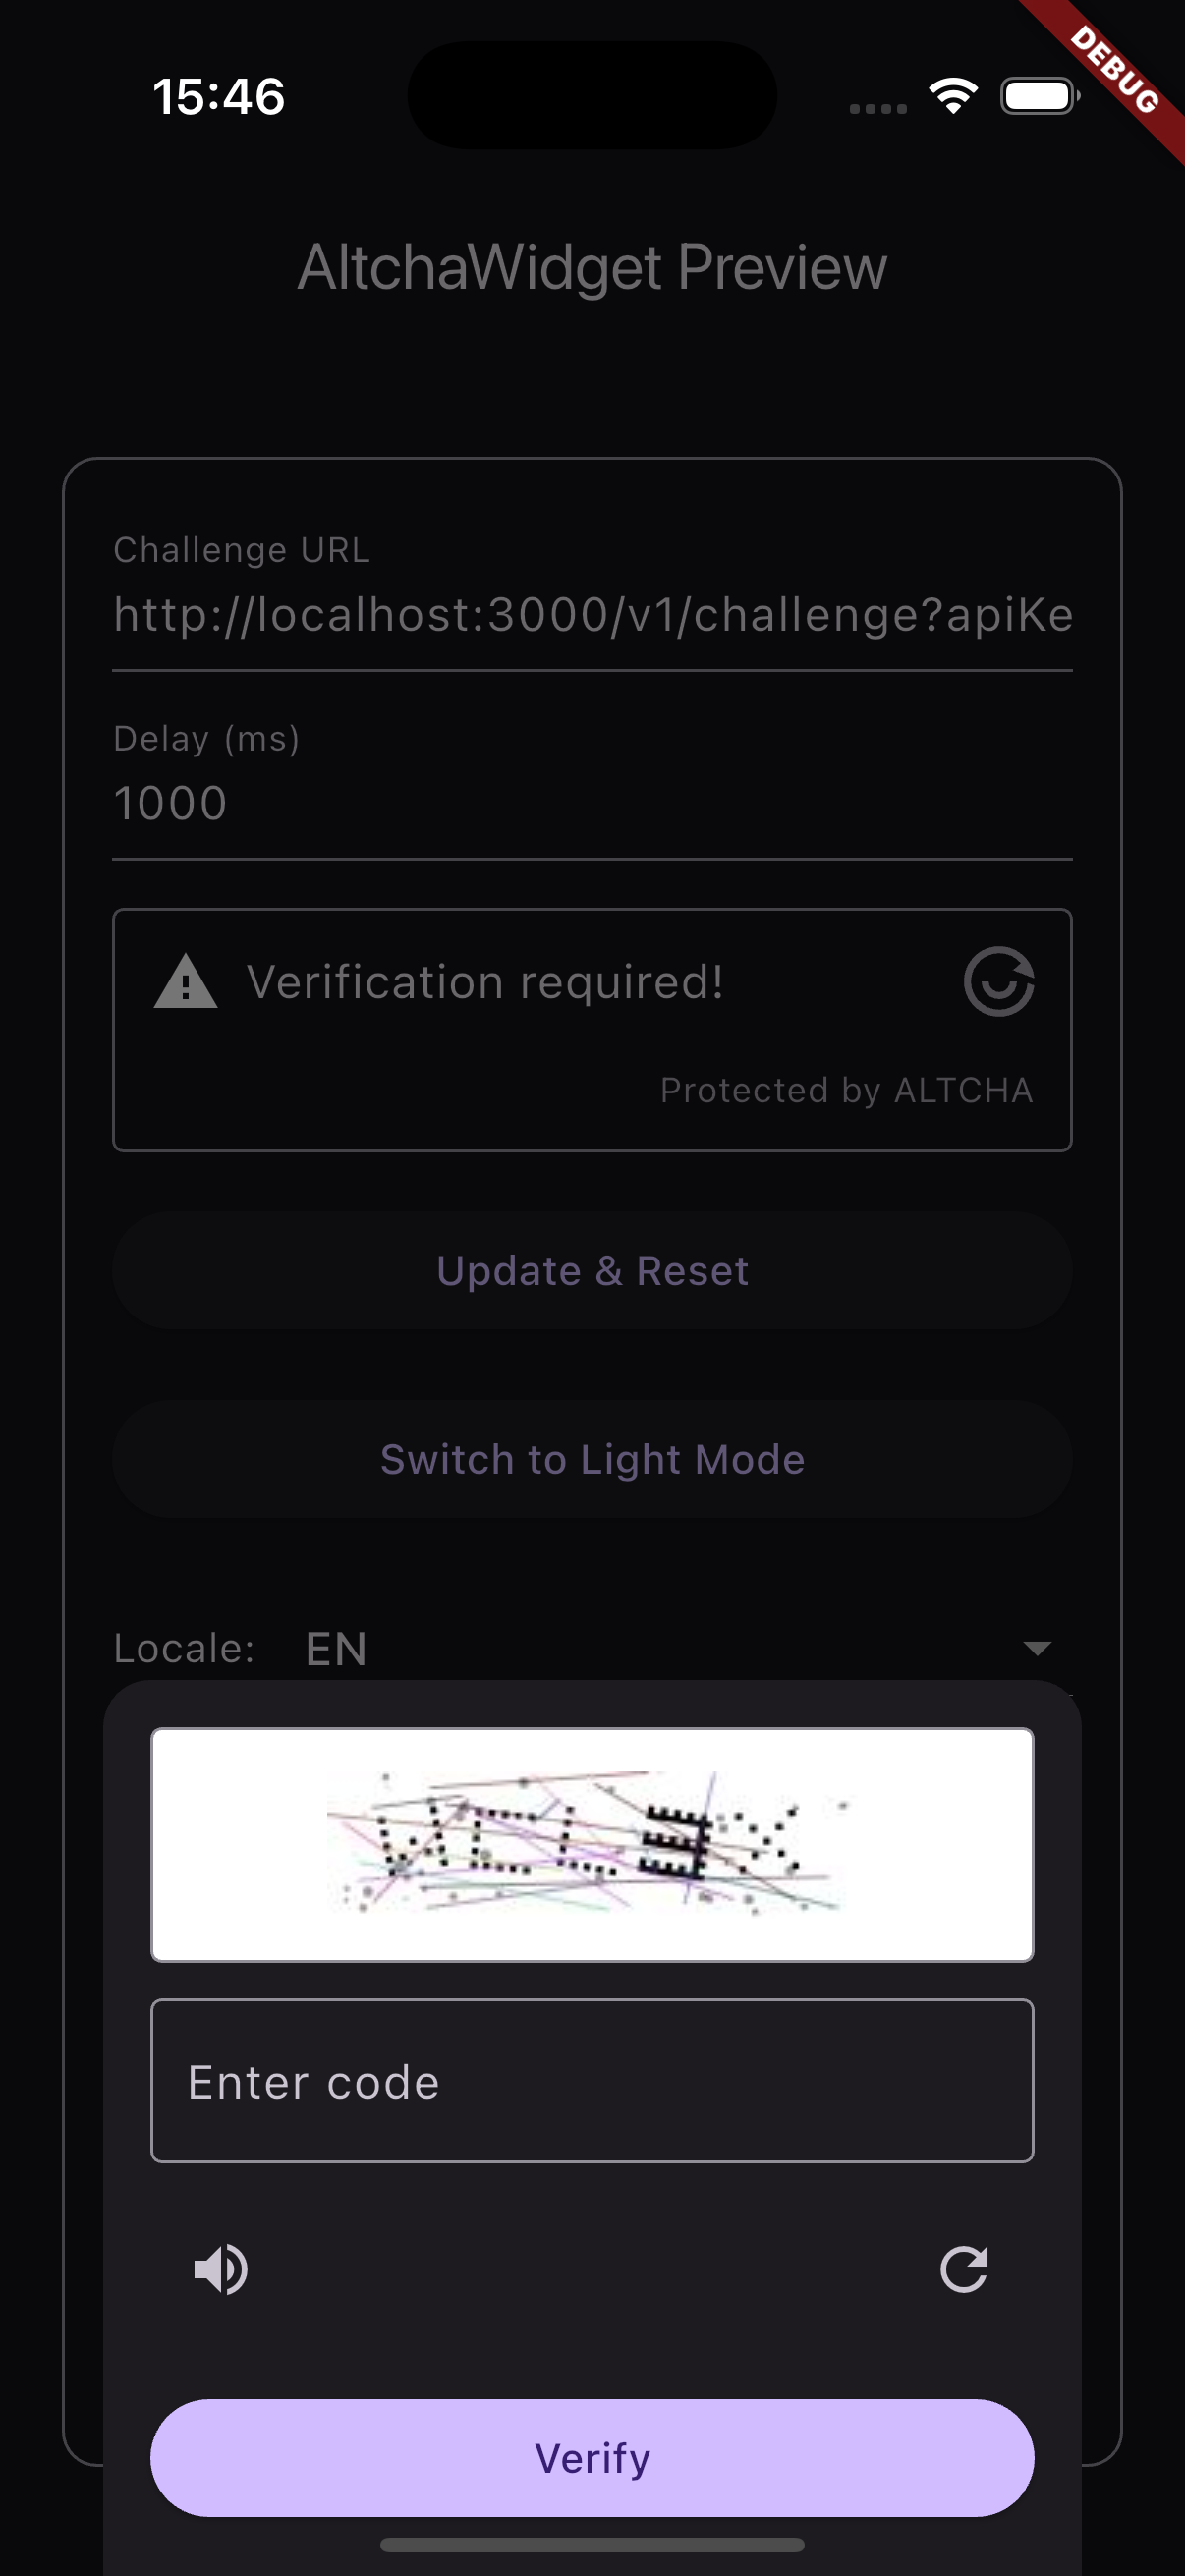 15:46
DEBUG
AltchaWidget Preview
Challenge URL
http://localhost:3000/v1/challenge?apiKe
Delay (ms)
1000
Verification required!
Protected by ALTCHA
Update & Reset
Switch to Light Mode
Locale: EN
Enter code
Verify